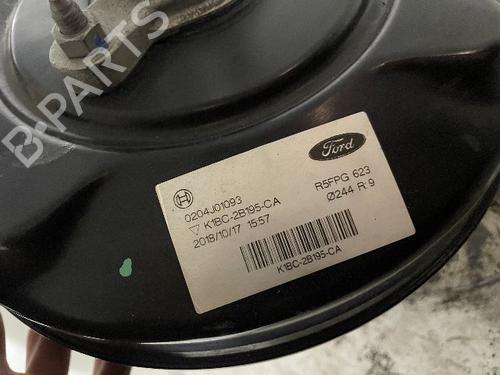 B-PARTS
Ford
0204J01093
R5FPG 623
▽ K1BC-2B195-CA
Ø244 R 9
2018/10/17 15:57
K1BC-2B195-CA